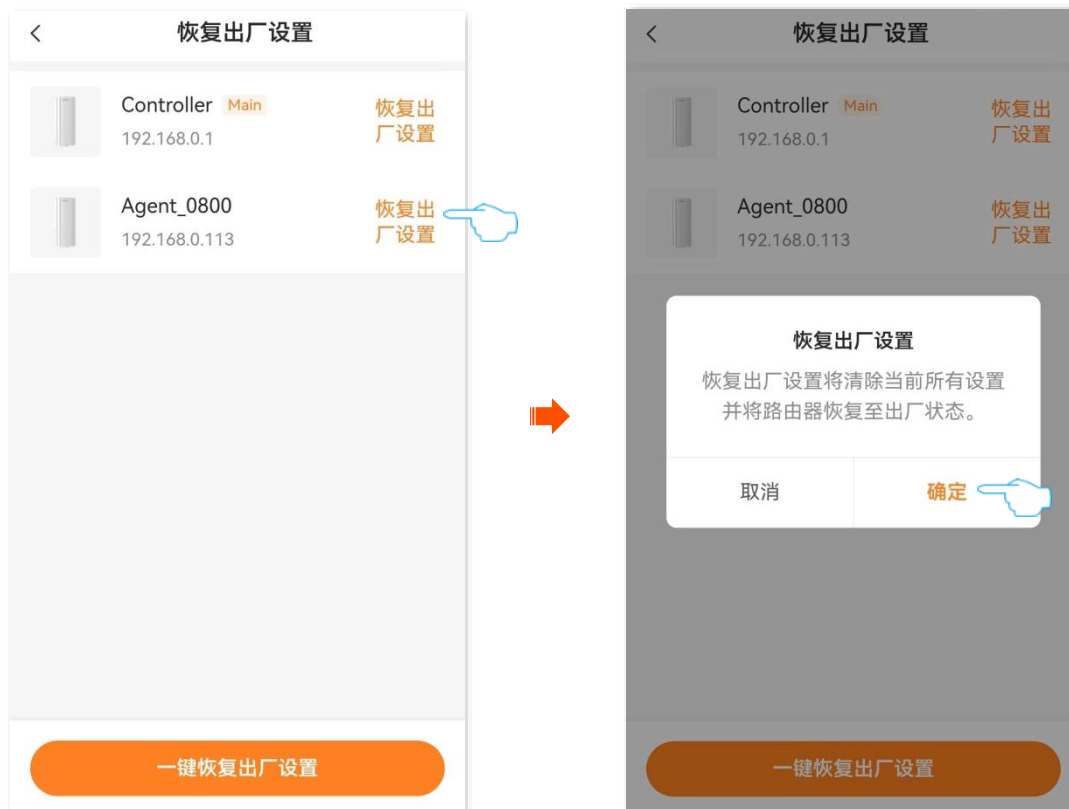 恢复出厂设置
Controller Main
恢复出
192.168.0.1
厂设置
Agent_0800
恢复出
192.168.0.113
厂设置
一键恢复出厂设置
恢复出厂设置
Controller Main
恢复出
192.168.0.1
厂设置
Agent_0800
恢复出
192.168.0.113
厂设置
恢复出厂设置
恢复出厂设置将清除当前所有设置
并将路由器恢复至出厂状态。
取消
确定
一键恢复出厂设置